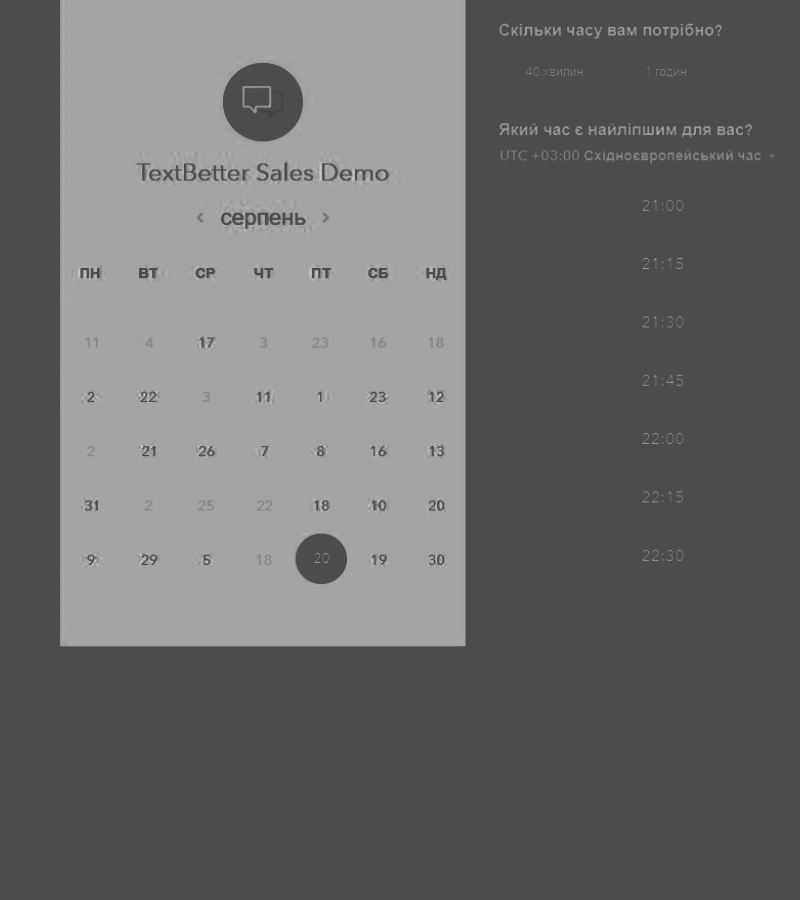 TextBetter Sales Demo
‹ серпень ›
ПН ВТ СР ЧТ ПТ СБ НД
11 4 17 3 23 16 18
2 22 3 11 1 23 12
2 21 26 7 8 16 13
31 2 25 22 18 10 20
9 29 5 18 20 19 30
Скільки часу вам потрібно?
40 хвилин 1 годин
Який час є найліпшим для вас?
UTC +03:00 Східноєвропейський час
21:00
21:15
21:30
21:45
22:00
22:15
22:30